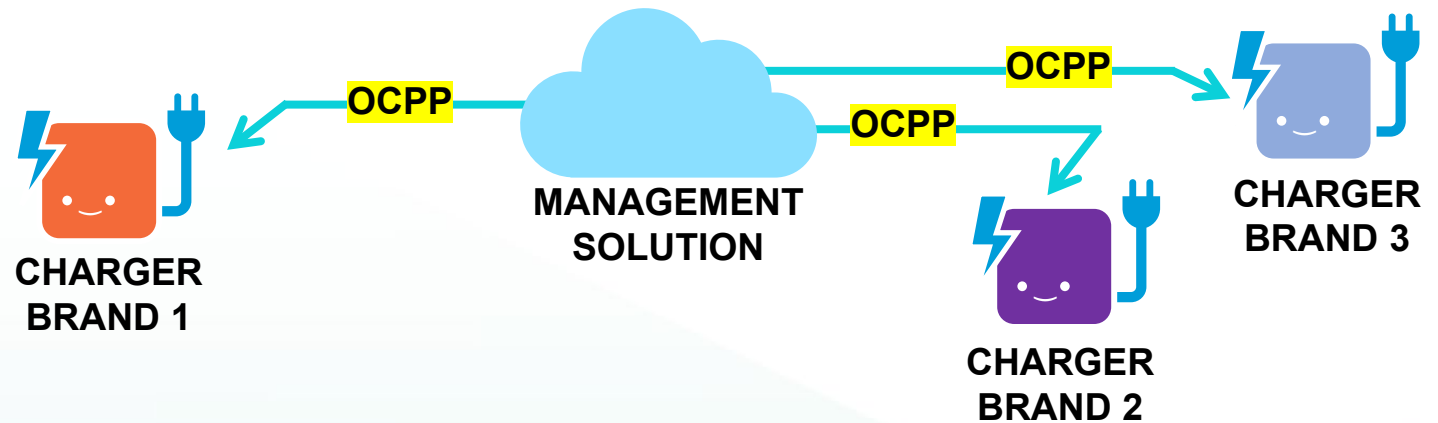 OCPP
OCPP
OCPP
MANAGEMENT
SOLUTION
CHARGER
BRAND 3
CHARGER
BRAND 1
CHARGER
BRAND 2